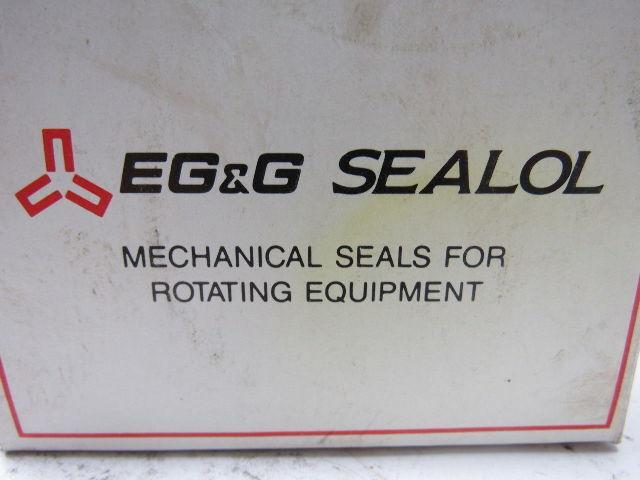 EG&G SEALOL
MECHANICAL SEALS FOR
ROTATING EQUIPMENT